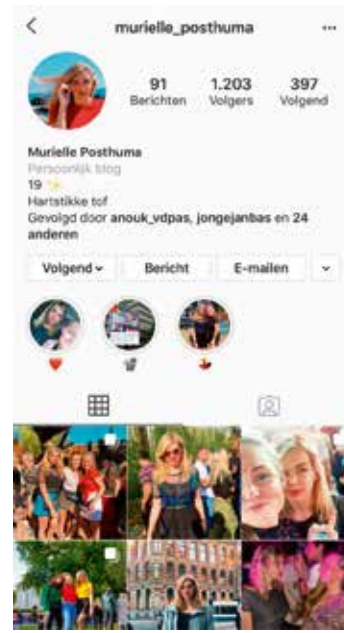 murielle_posthuma
91 1.203 397
Berichten Volgers Volgend
Murielle Posthuma
Persoonlijk blog
19
Hartstikke tof
Gevolgd door anouk_vdpas, jongejanbas en 24
anderen
Volgend Bericht E-mailen